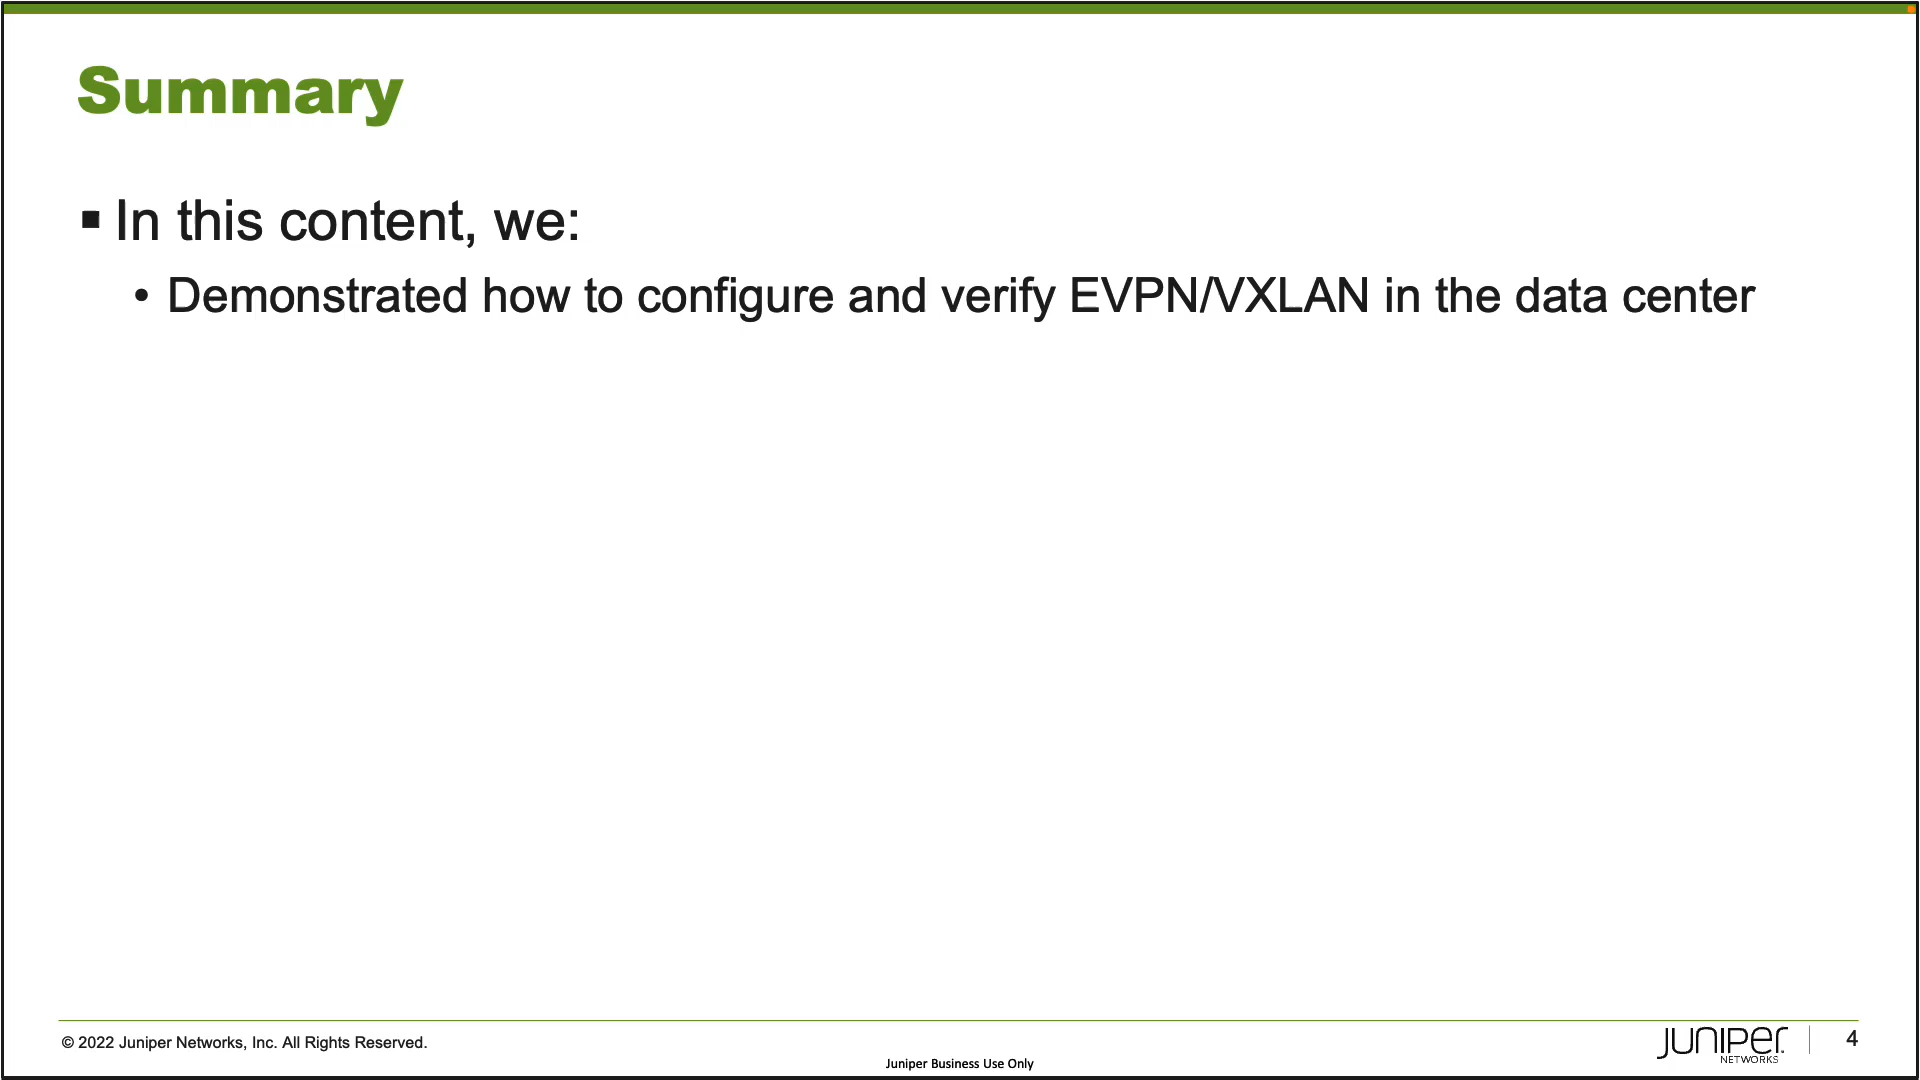 Summary
▪ In this content, we:
• Demonstrated how to configure and verify EVPN/VXLAN in the data center
© 2022 Juniper Networks, Inc. All Rights Reserved.
Juniper Business Use Only
JUNIPER
NETWORKS
4